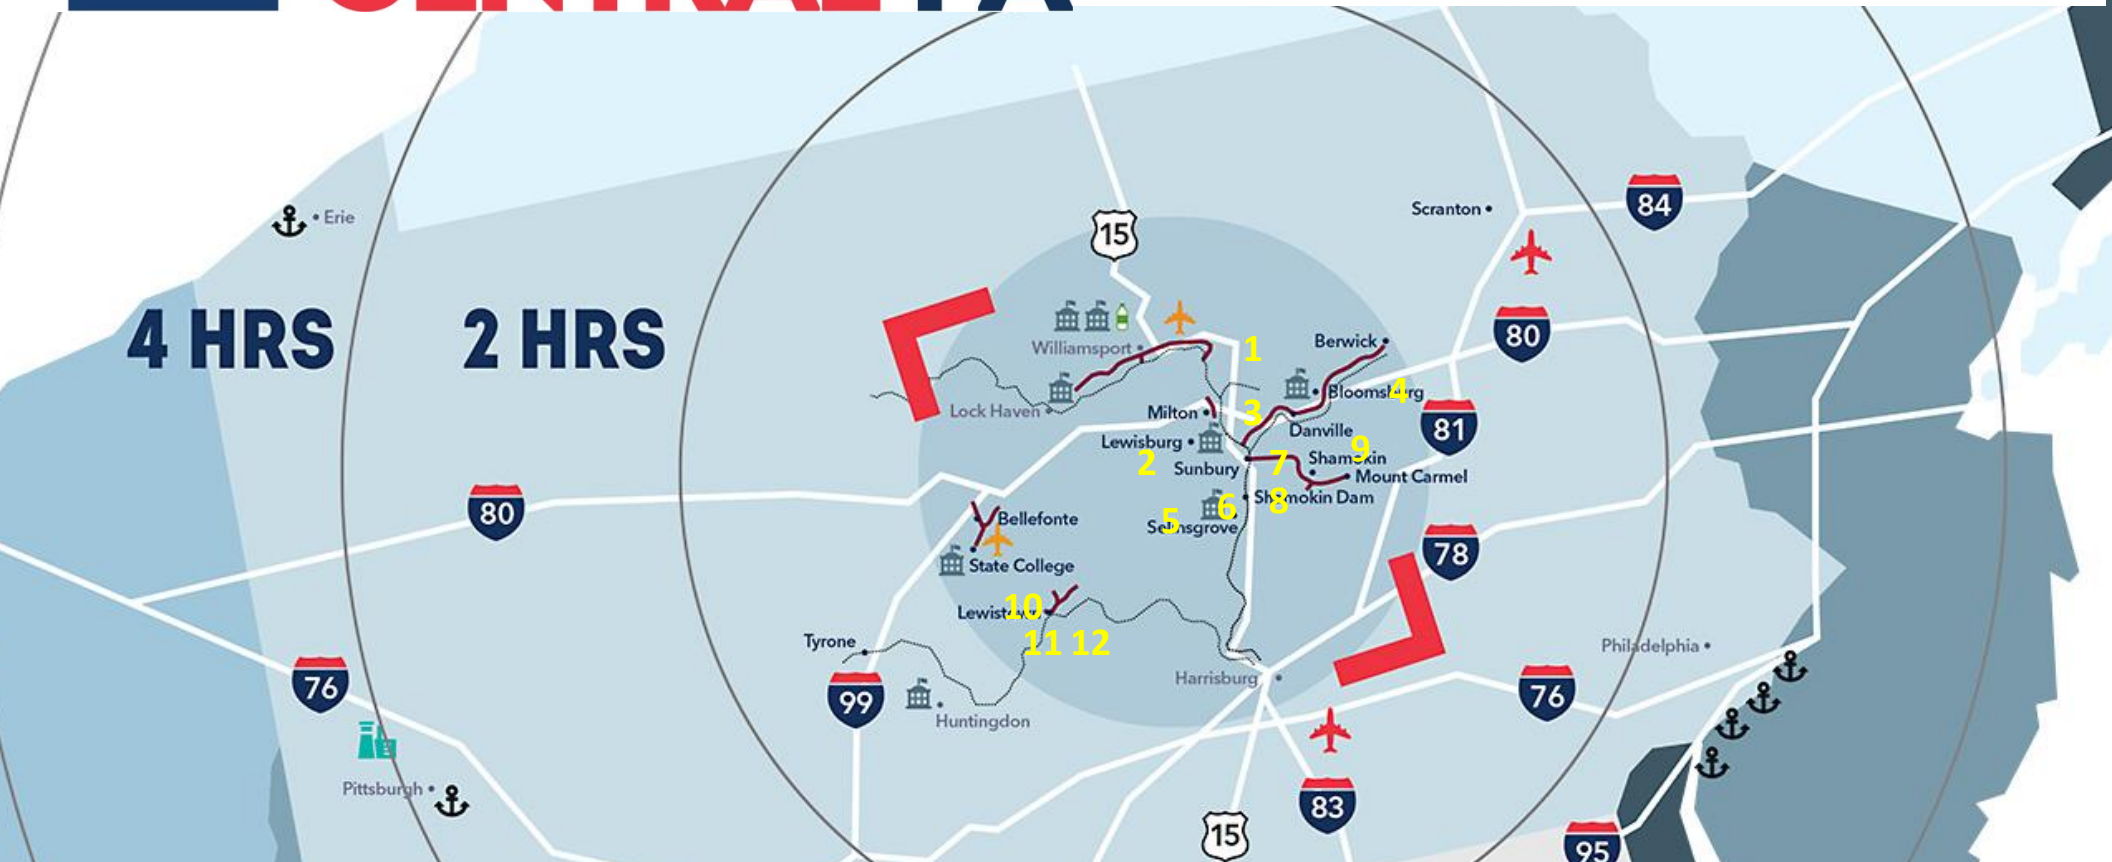 CENTRAL PA
15
Scranton
84
Erie
4 HRS
2 HRS
80
Williamsport
1
Berwick
Bloomsburg
4
Lock Haven
Milton
3
81
Danville
Lewisburg
2
Sunbury
7
Shamokin
9
Mount Carmel
80
6
Shamokin Dam
8
5
Selinsgrove
Bellefonte
78
State College
Lewistown
10
11 12
Tyrone
Philadelphia
Harrisburg
76
99
76
Huntingdon
Pittsburgh
83
15
95